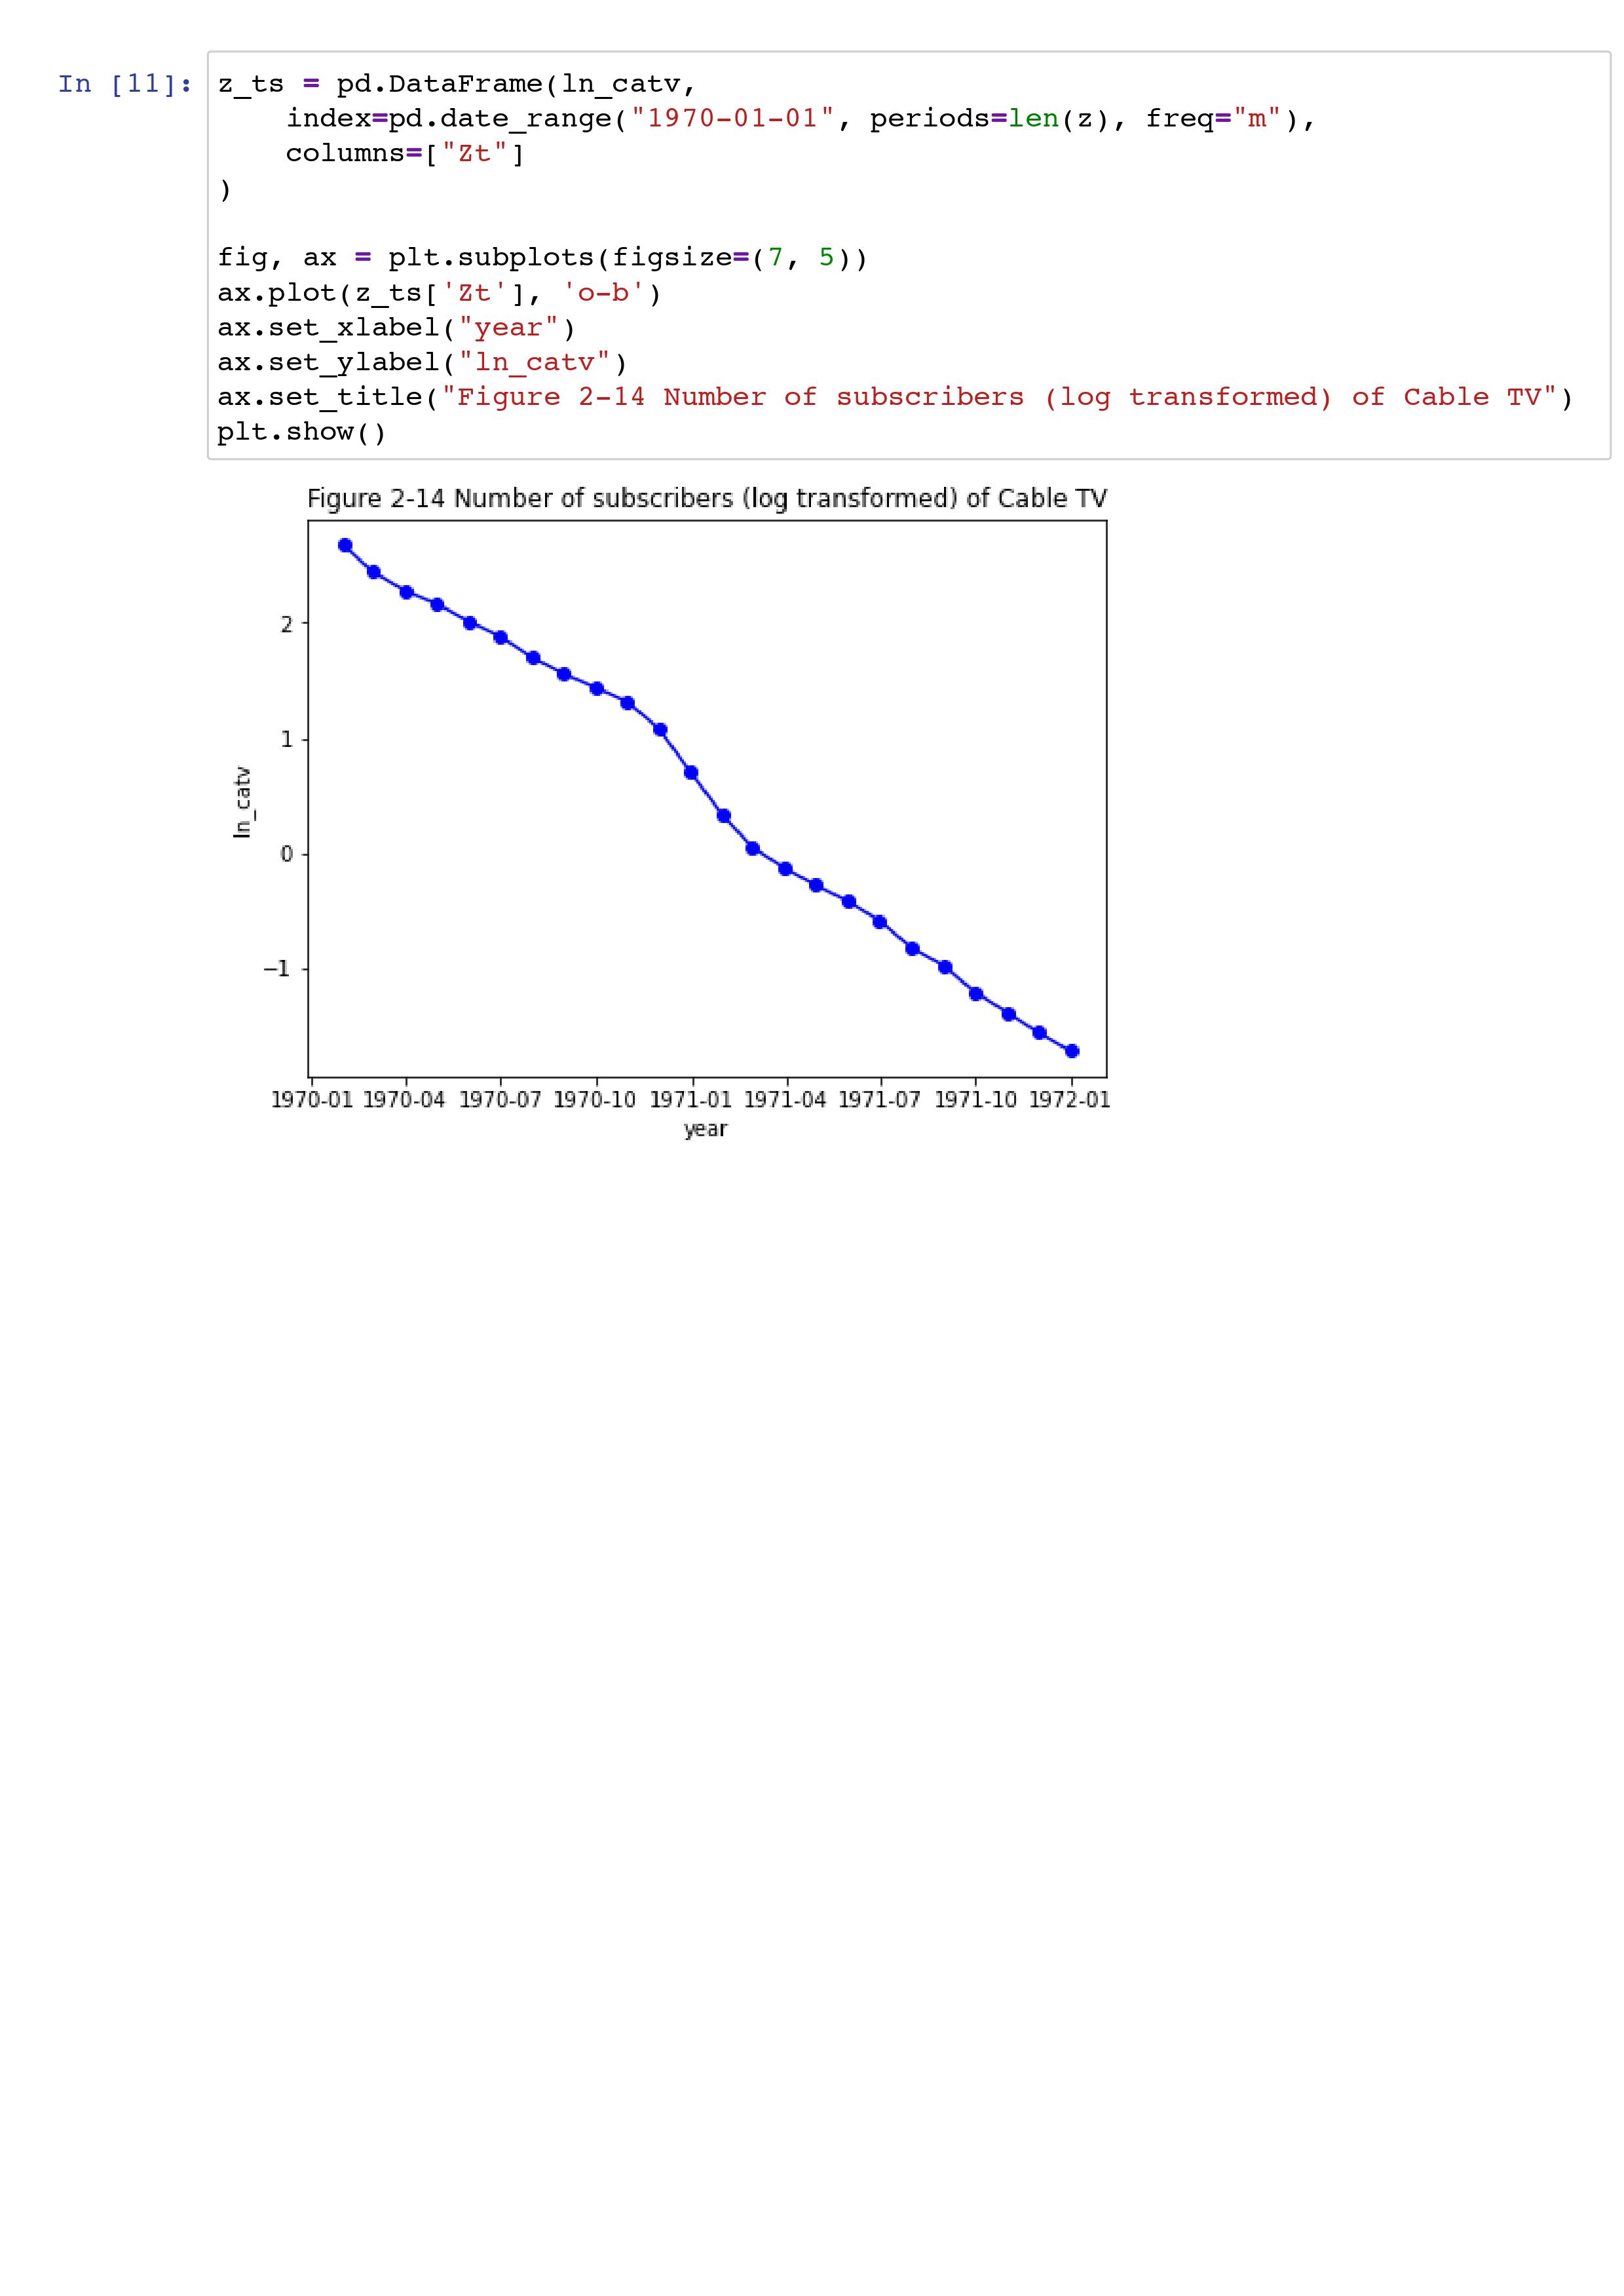 In [11]: z_ts = pd.DataFrame(ln_catv,
    index=pd.date_range("1970-01-01", periods=len(z), freq="m"),
    columns=["Zt"]
)
fig, ax = plt.subplots(figsize=(7, 5))
ax.plot(z_ts['Zt'], 'o-b')
ax.set_xlabel("year")
ax.set_ylabel("ln_catv")
ax.set_title("Figure 2-14 Number of subscribers (log transformed) of Cable TV")
plt.show()
Figure 2-14 Number of subscribers (log transformed) of Cable TV
2
1
0
−1
ln_catv
1970-01 1970-04 1970-07 1970-10 1971-01 1971-04 1971-07 1971-10 1972-01
year